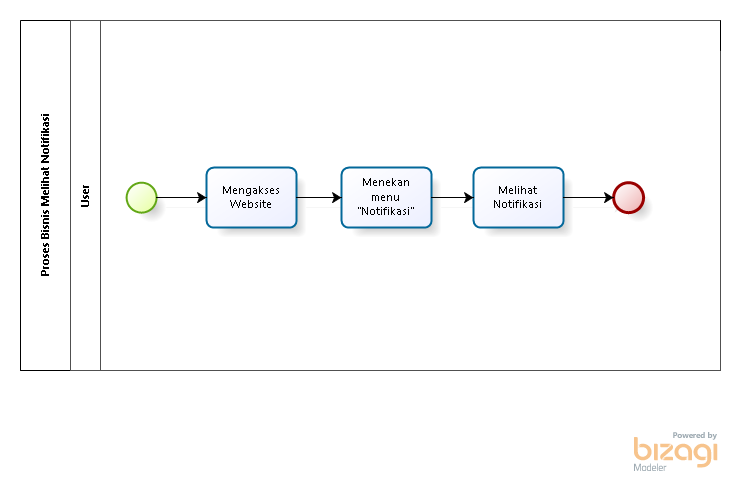 Proses Bisnis Melihat Notifikasi
User
Mengakses
Website
Menekan
menu
"Notifikasi"
Melihat
Notifikasi
Powered by
bizagi
Modeler